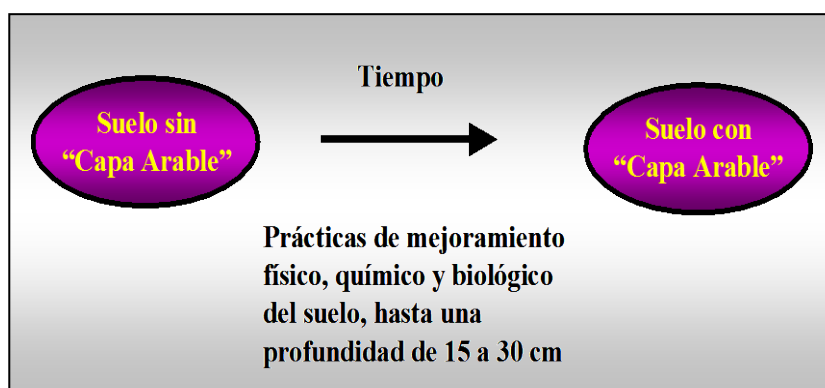 Tiempo
Suelo sin
“Capa Arable”
Suelo con
“Capa Arable”
Prácticas de mejoramiento
físico, químico y biológico
del suelo, hasta una
profundidad de 15 a 30 cm